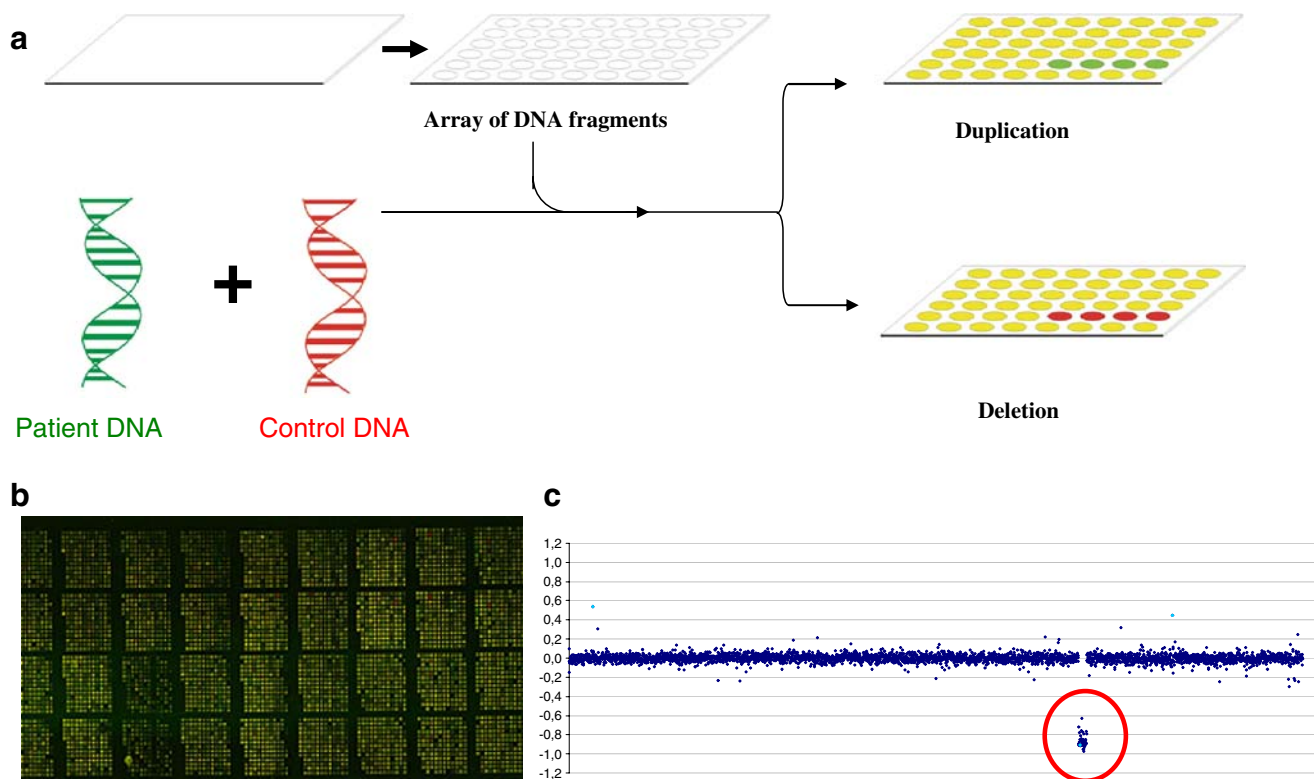 a
Array of DNA fragments
Duplication
Patient DNA
Control DNA
Deletion
b
c
1,2
1,0
0,8
0,6
0,4
0,2
0,0
-0,2
-0,4
-0,6
-0,8
-1,0
-1,2